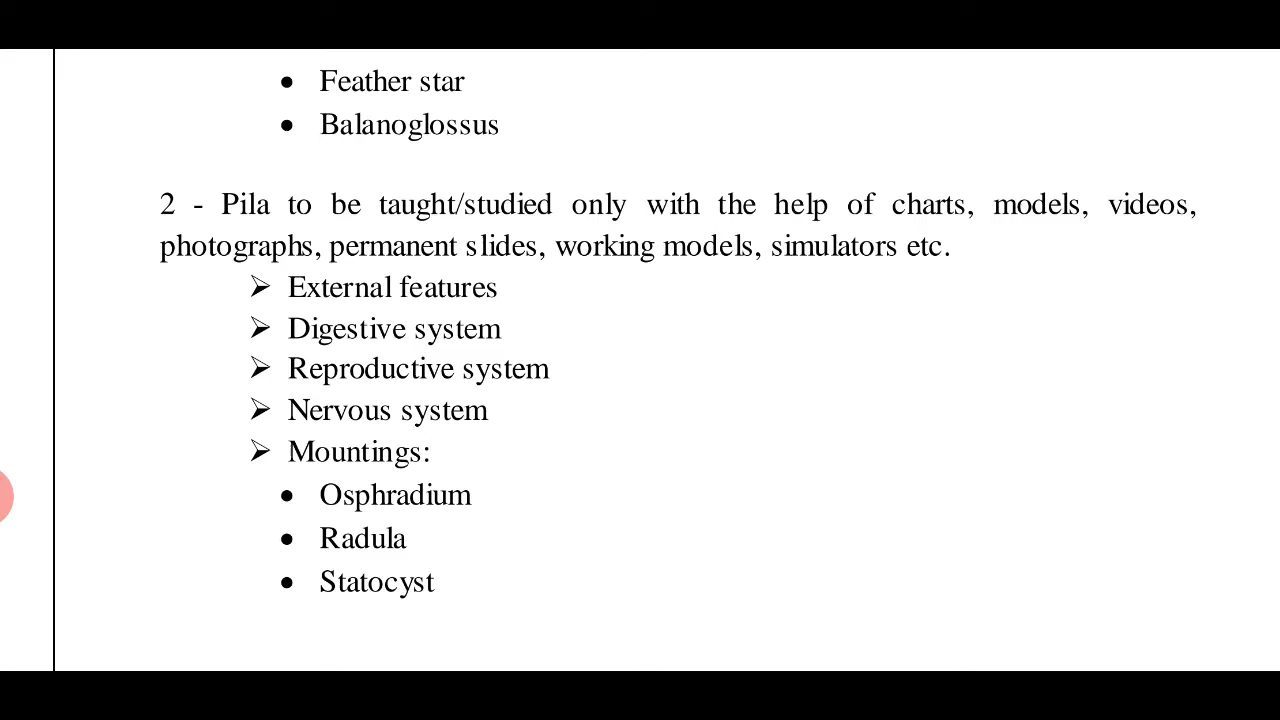 • Feather star
• Balanoglossus
2 - Pila to be taught/studied only with the help of charts, models, videos,
photographs, permanent slides, working models, simulators etc.
➢ External features
➢ Digestive system
➢ Reproductive system
➢ Nervous system
➢ Mountings:
• Osphradium
• Radula
• Statocyst